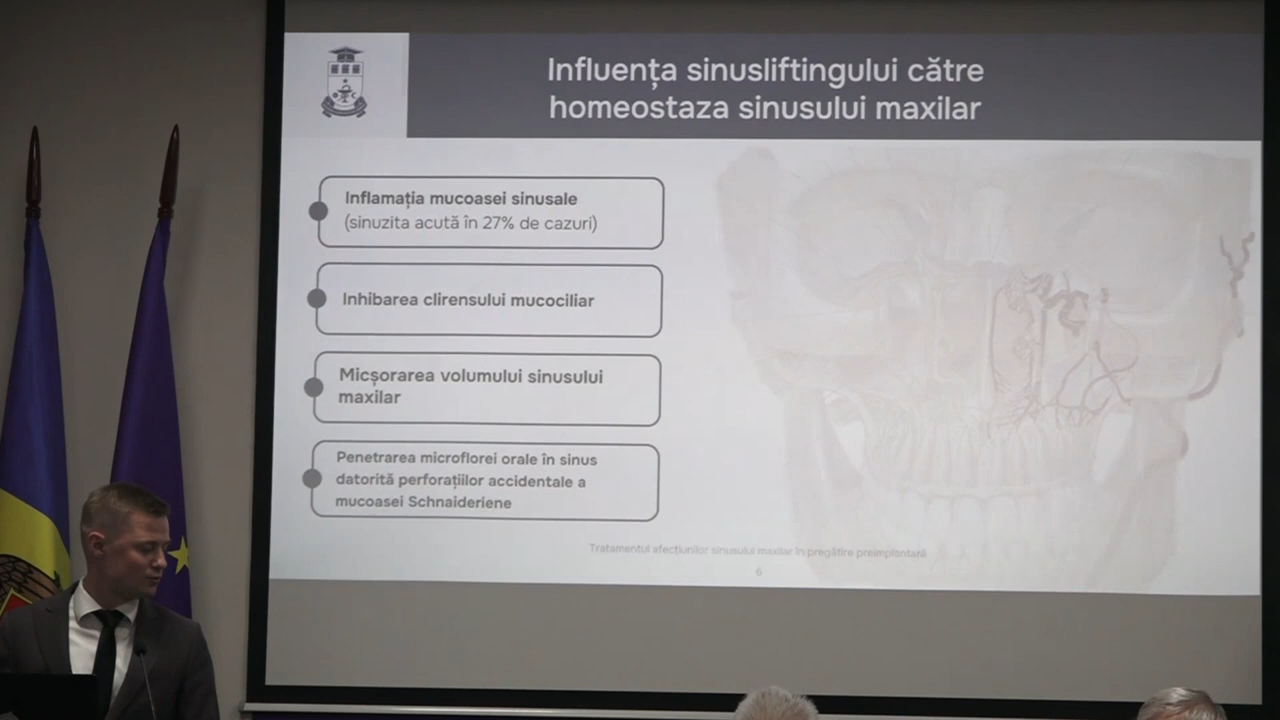 Influența sinusliftingului către
homeostaza sinusului maxilar
Inflamația mucoasei sinusale
(sinuzita acută în 27% de cazuri)
Inhibarea clirensului mucociliar
Micșorarea volumului sinusului
maxilar
Penetrarea microflorei orale în sinus
datorită perforațiilor accidentale a
mucoasei Schnaideriene
Tratamentul afecțiunilor sinusului maxilar în pregătire preimplantară
6